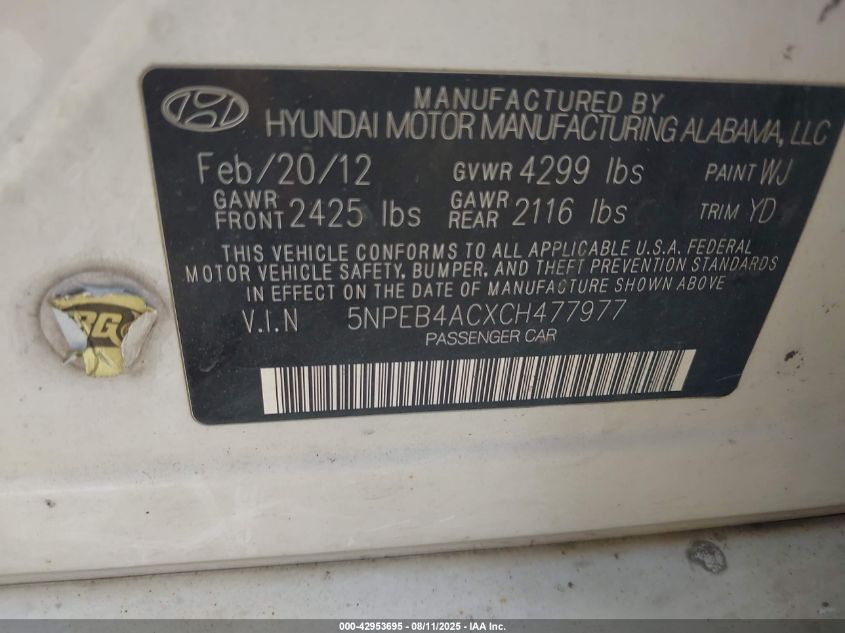 MANUFACTURED BY
HYUNDAI MOTOR MANUFACTURING ALABAMA, LLC
Feb/20/12 GVWR 4299 lbs PAINT WJ
GAWR FRONT 2425 lbs GAWR REAR 2116 lbs TRIM YD
THIS VEHICLE CONFORMS TO ALL APPLICABLE U.S.A. FEDERAL
MOTOR VEHICLE SAFETY, BUMPER, AND THEFT PREVENTION STANDARDS
IN EFFECT ON THE DATE OF MANUFACTURE SHOWN ABOVE.
V.I.N 5NPEB4ACXCH477977
PASSENGER CAR
BG
000-42953695 - 08/11/2025 - IAA Inc.